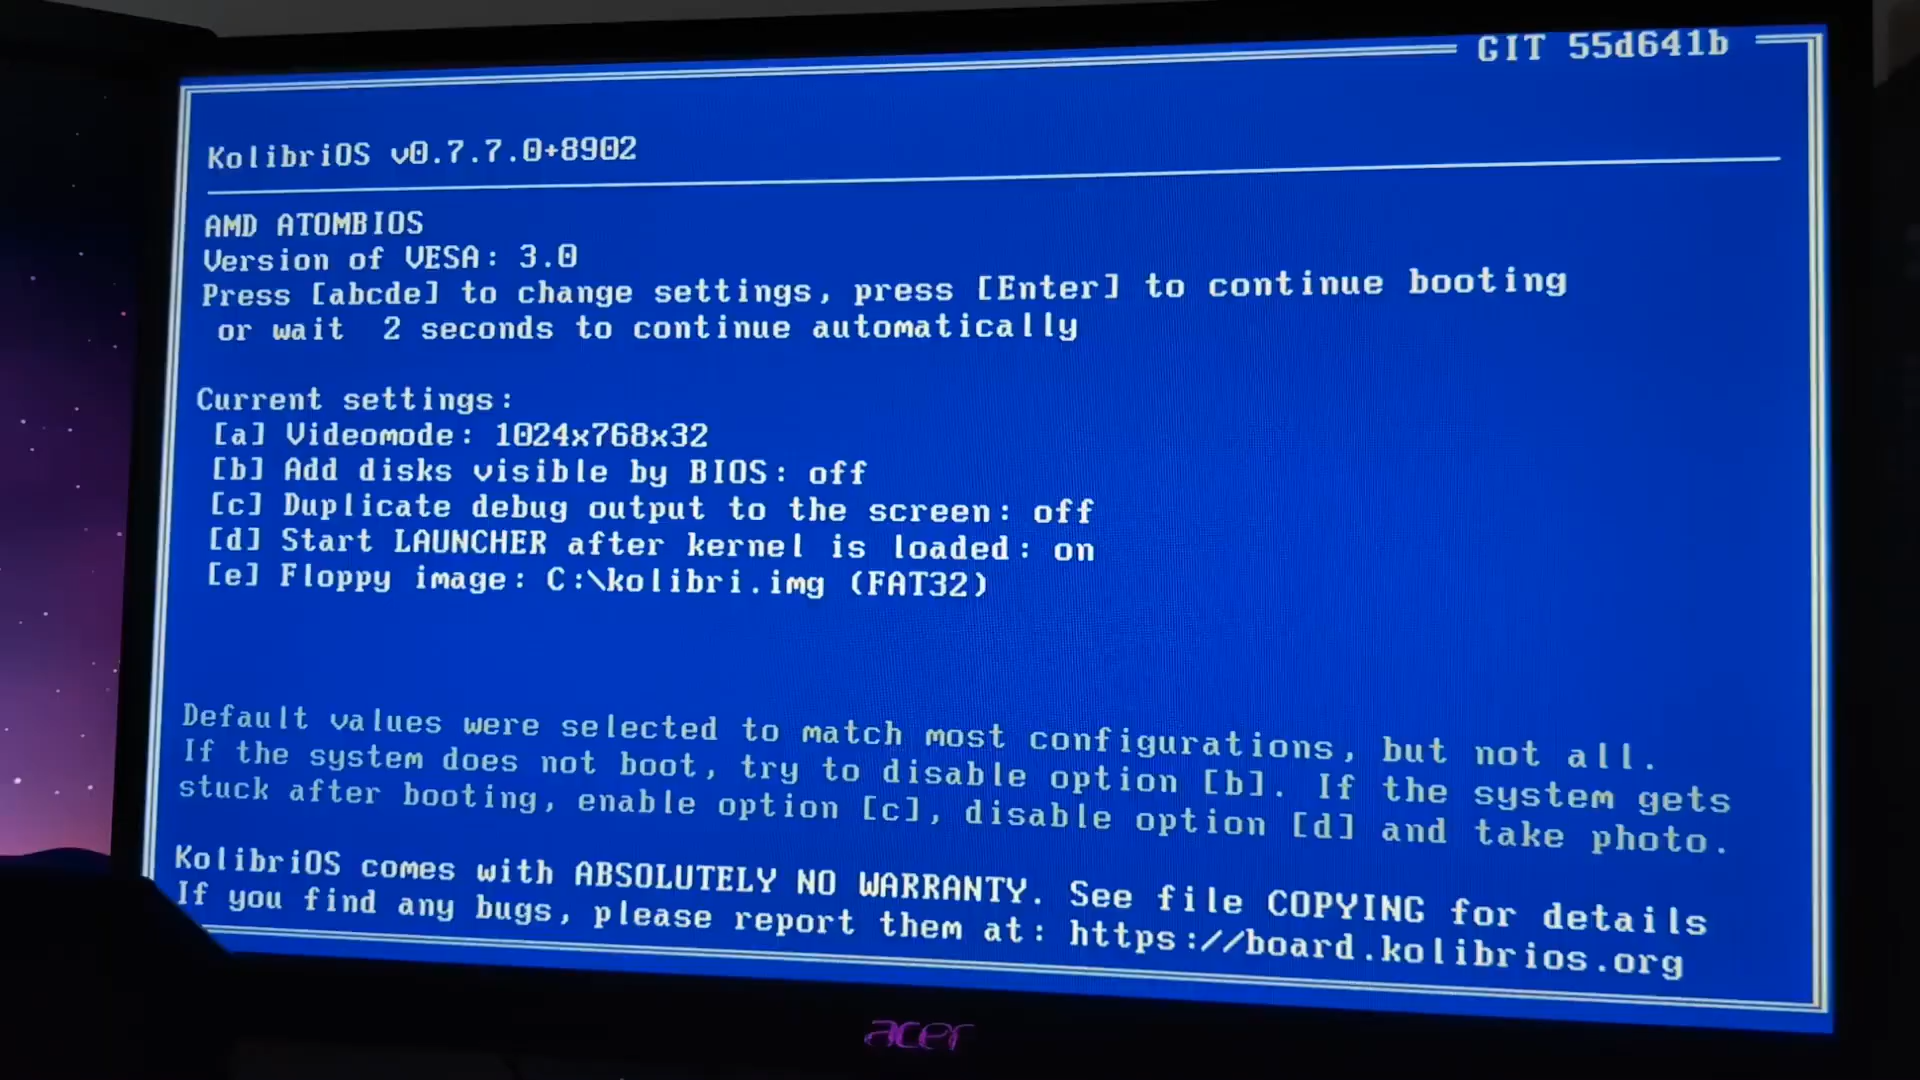 GIT 55d641b
KolibriOS v0.7.7.0+8902
AMD ATOMBIOS
Version of VESA: 3.0
Press [abcde] to change settings, press [Enter] to continue booting
or wait 2 seconds to continue automatically
Current settings:
[a] Videomode: 1024x768x32
[b] Add disks visible by BIOS: off
[c] Duplicate debug output to the screen: off
[d] Start LAUNCHER after kernel is loaded: on
[e] Floppy image: C:\kolibri.img (FAT32)
Default values were selected to match most configurations, but not all.
If the system does not boot, try to disable option [b]. If the system gets
stuck after booting, enable option [c], disable option [d] and take photo.
KolibriOS comes with ABSOLUTELY NO WARRANTY. See file COPYING for details
If you find any bugs, please report them at: https://board.kolibrios.org
acer